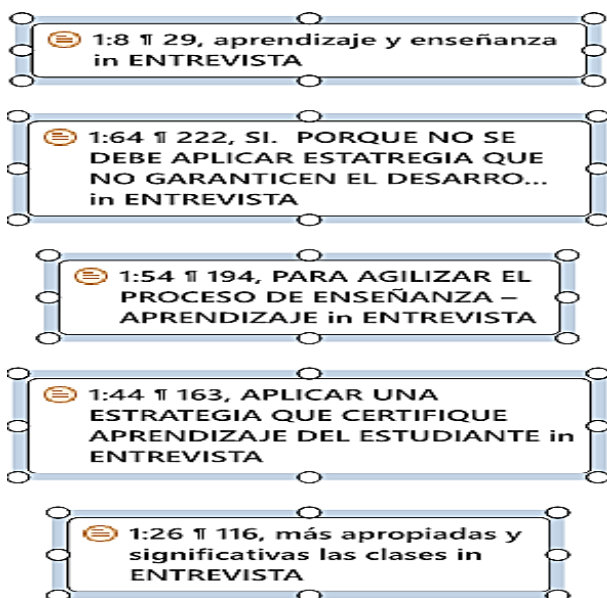 1:8 ¶ 29, aprendizaje y enseñanza
in ENTREVISTA
1:64 ¶ 222, SI. PORQUE NO SE
DEBE APLICAR ESTATREGIA QUE
NO GARANTICEN EL DESARRO...
in ENTREVISTA
1:54 ¶ 194, PARA AGILIZAR EL
PROCESO DE ENSEÑANZA –
APRENDIZAJE in ENTREVISTA
1:44 ¶ 163, APLICAR UNA
ESTRATEGIA QUE CERTIFIQUE
APRENDIZAJE DEL ESTUDIANTE in
ENTREVISTA
1:26 ¶ 116, más apropiadas y
significativas las clases in
ENTREVISTA